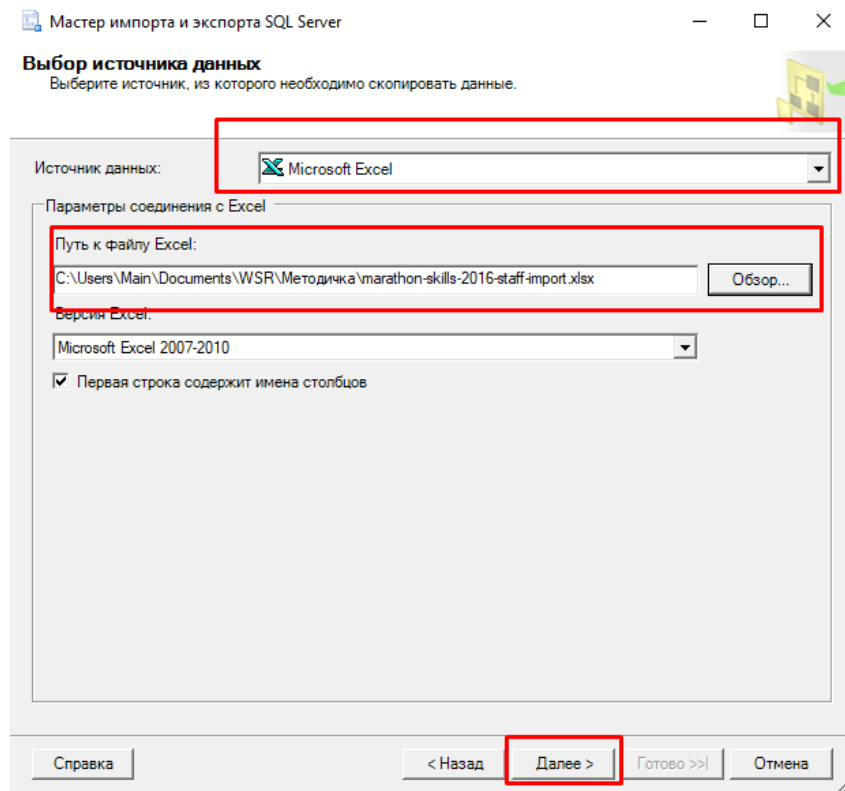 Мастер импорта и экспорта SQL Server
Выбор источника данных
Выберите источник, из которого необходимо скопировать данные.
Источник данных: Microsoft Excel
Параметры соединения с Excel
Путь к файлу Excel:
C:\Users\Main\Documents\WSR\Методичка\marathon-skills-2016-staff-import.xlsx Обзор...
Версия Excel:
Microsoft Excel 2007-2010
Первая строка содержит имена столбцов
Справка < Назад Далее > Готово >>| Отмена